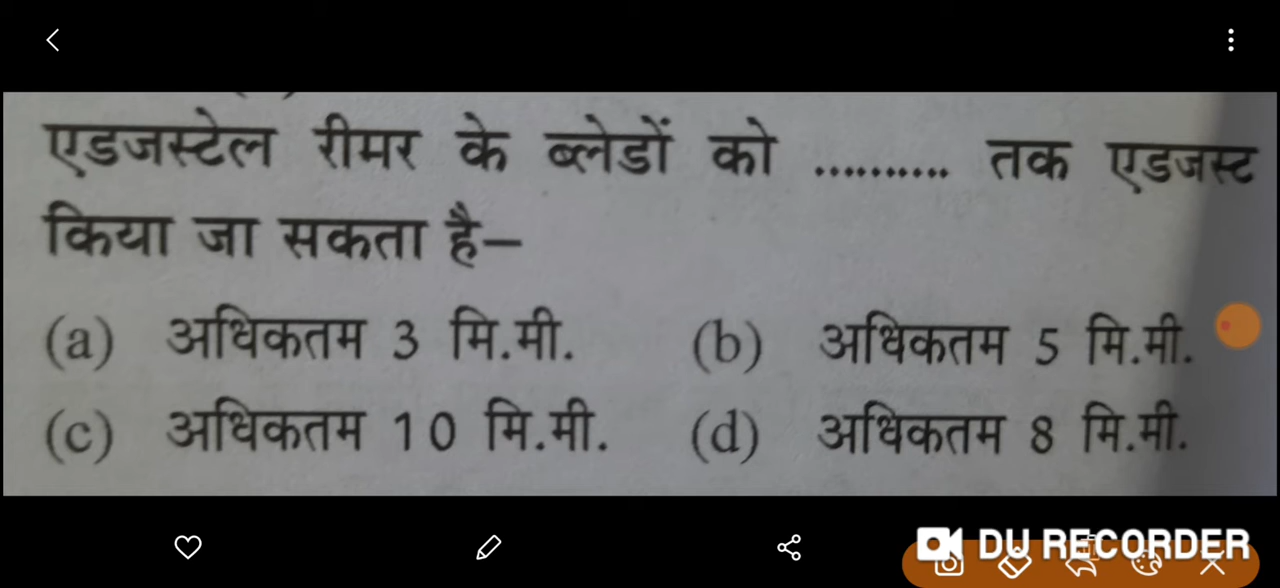 एडजस्टेल रीमर के ब्लेडों को .......... तक एडजस्ट
किया जा सकता है–
(a) अधिकतम 3 मि.मी. (b) अधिकतम 5 मि.मी.
(c) अधिकतम 10 मि.मी. (d) अधिकतम 8 मि.मी.
DU RECORDER